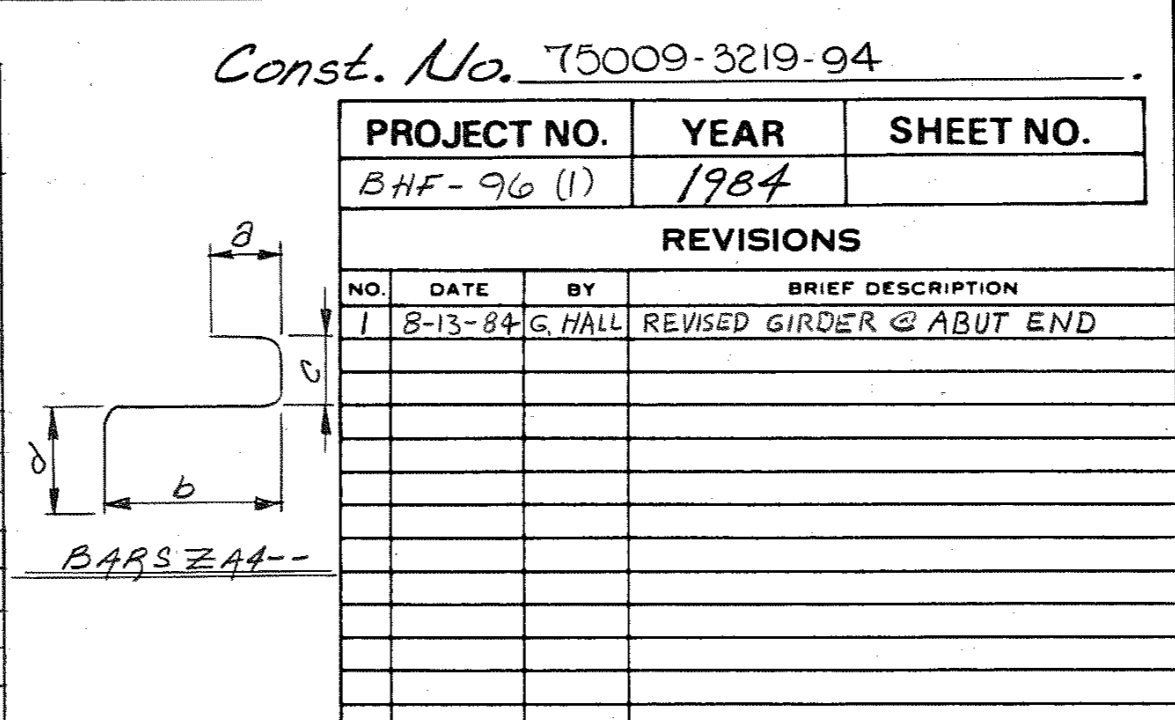 Const. No. 75009-3219-94.
PROJECT NO. YEAR SHEET NO.
BHF-96 (1) 1984
REVISIONS
NO. DATE BY BRIEF DESCRIPTION
1 8-13-84 G. HALL REVISED GIRDER @ ABUT END
a
c
d
b
BARS ZA4--